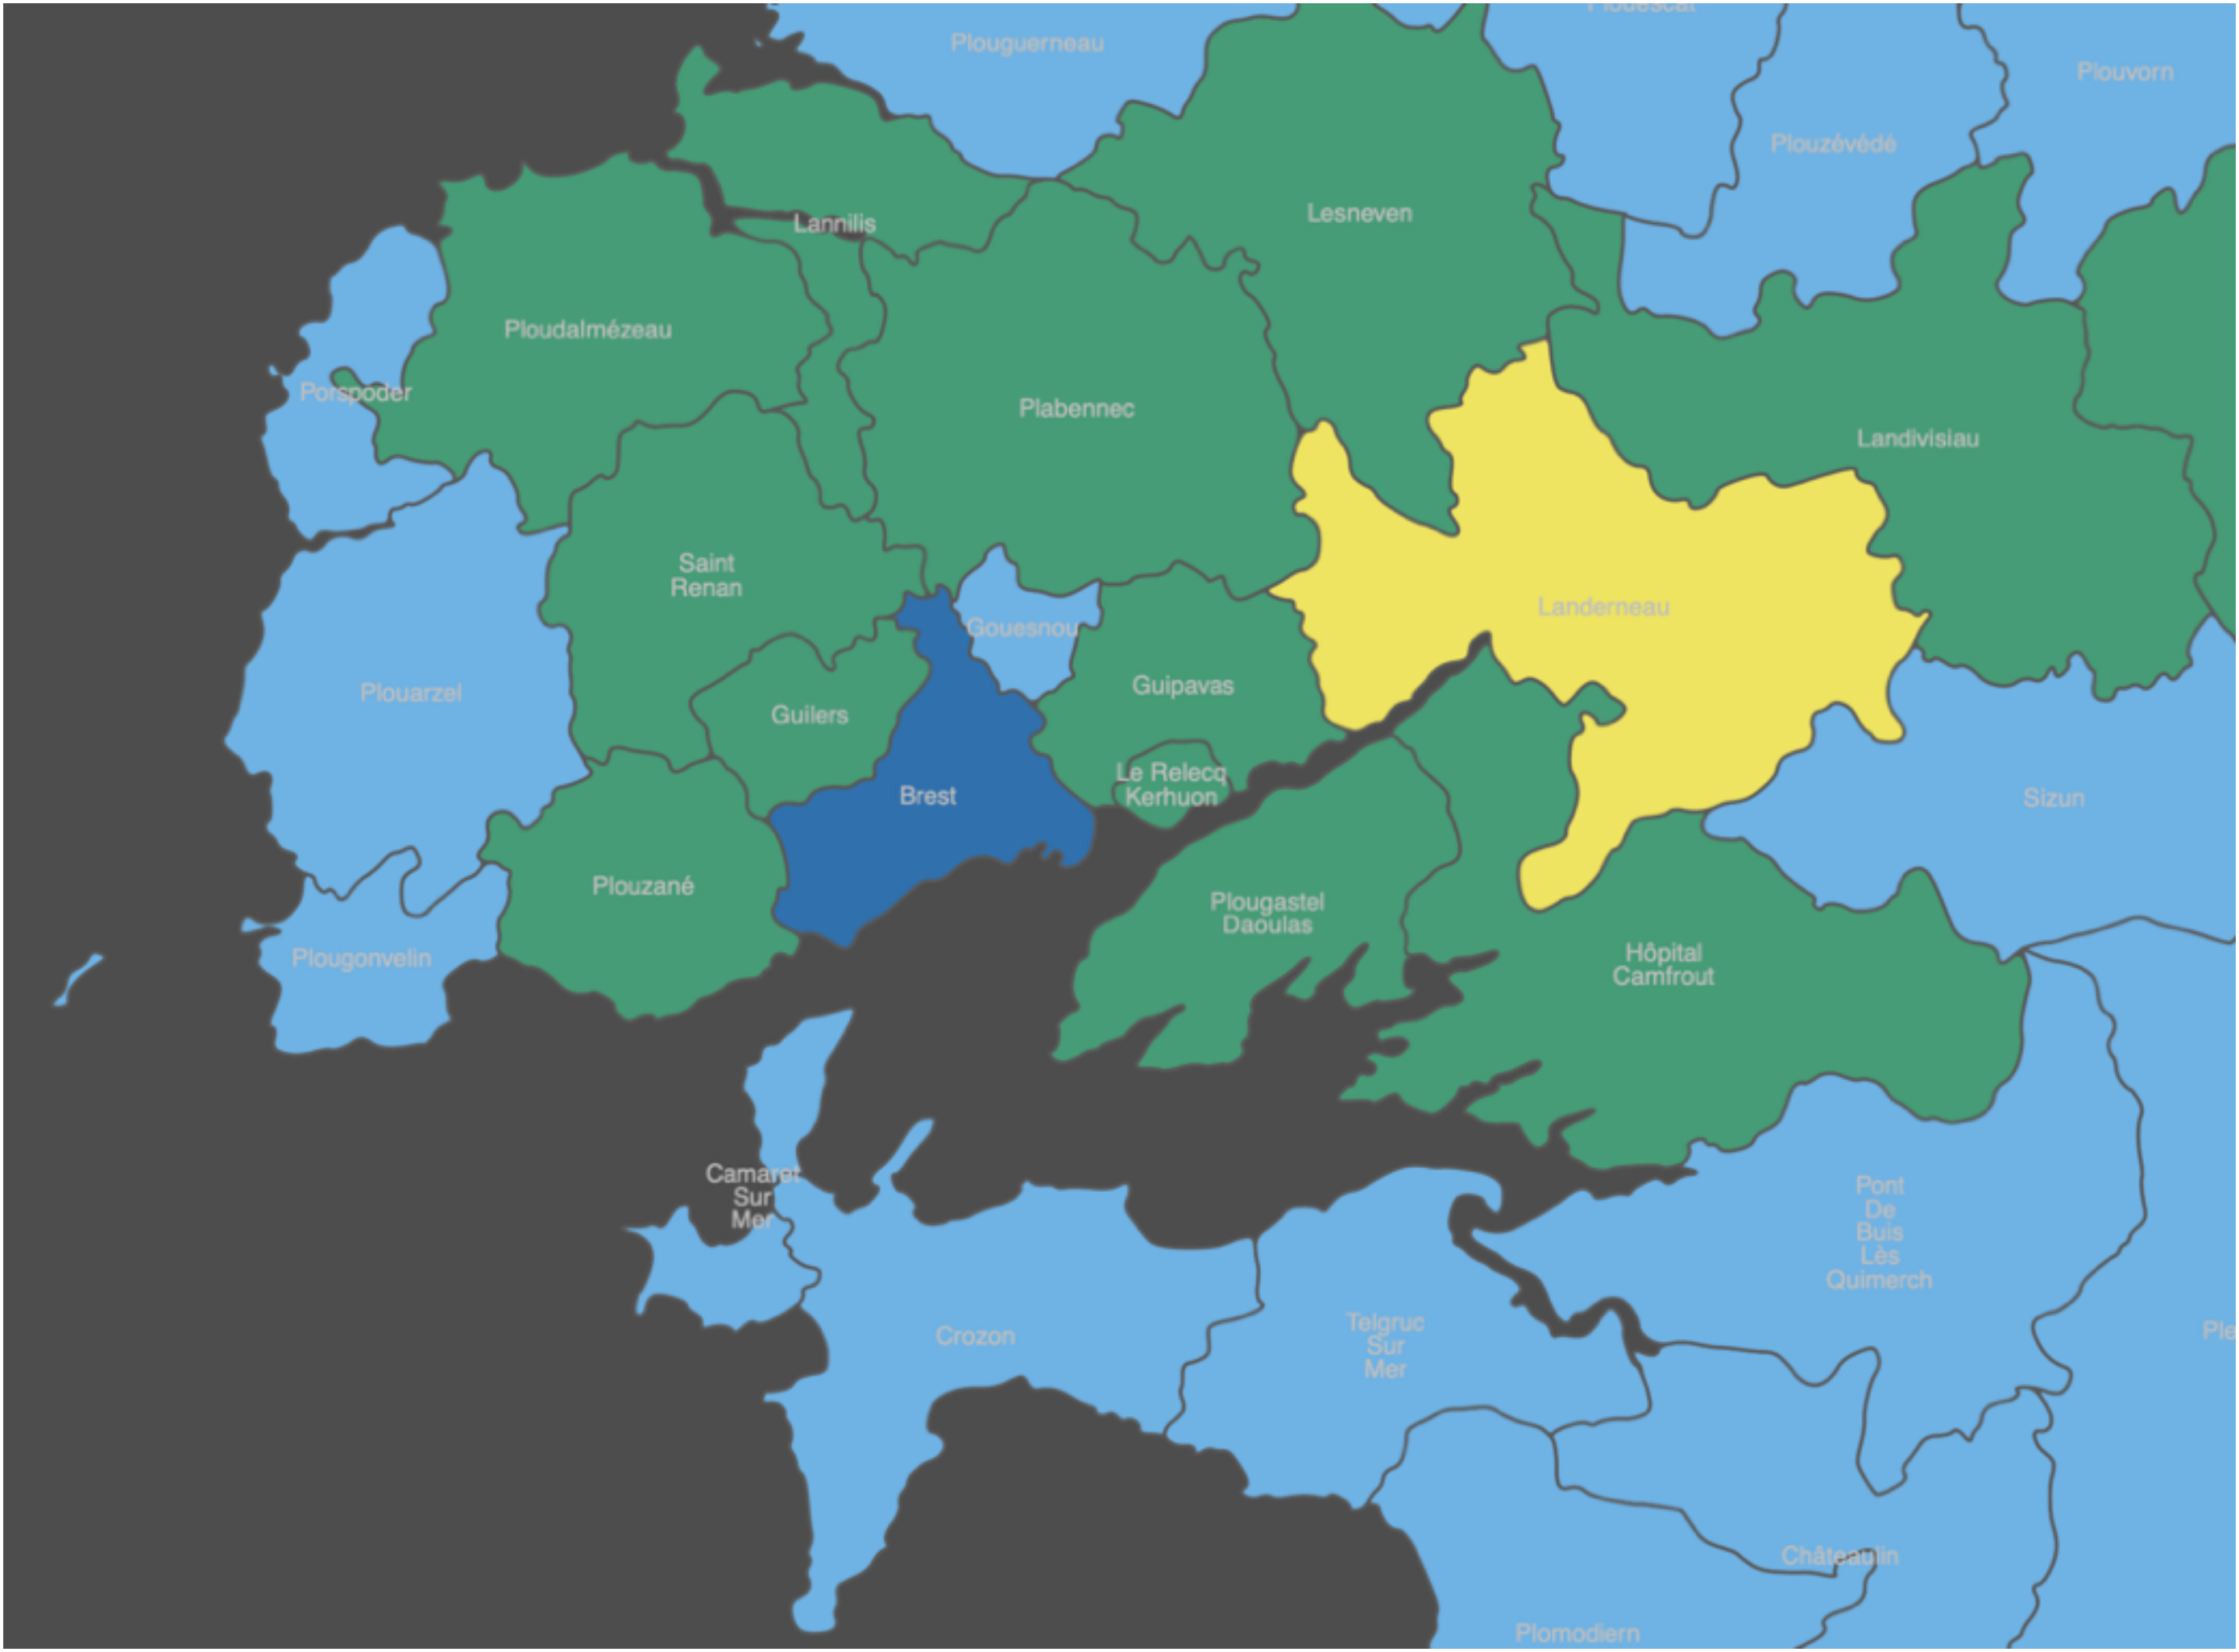 Plouguerneau
Plouvorn
Plouzévédé
Lesneven
Lannilis
Ploudalmézeau
Porspoder
Plabennec
Landivisiau
Saint
Renan
Landerneau
Gouesnou
Guipavas
Plouarzel
Guilers
Le Relecq
Kerhuon
Brest
Sizun
Plouzané
Plougastel
Daoulas
Plougonvelin
Hôpital
Camfrout
Camaret
Sur
Mer
Pont
De
Buis
Lès
Quimerch
Crozon
Telgruc
Sur
Mer
Ple
Châteaulin
Plomodiern